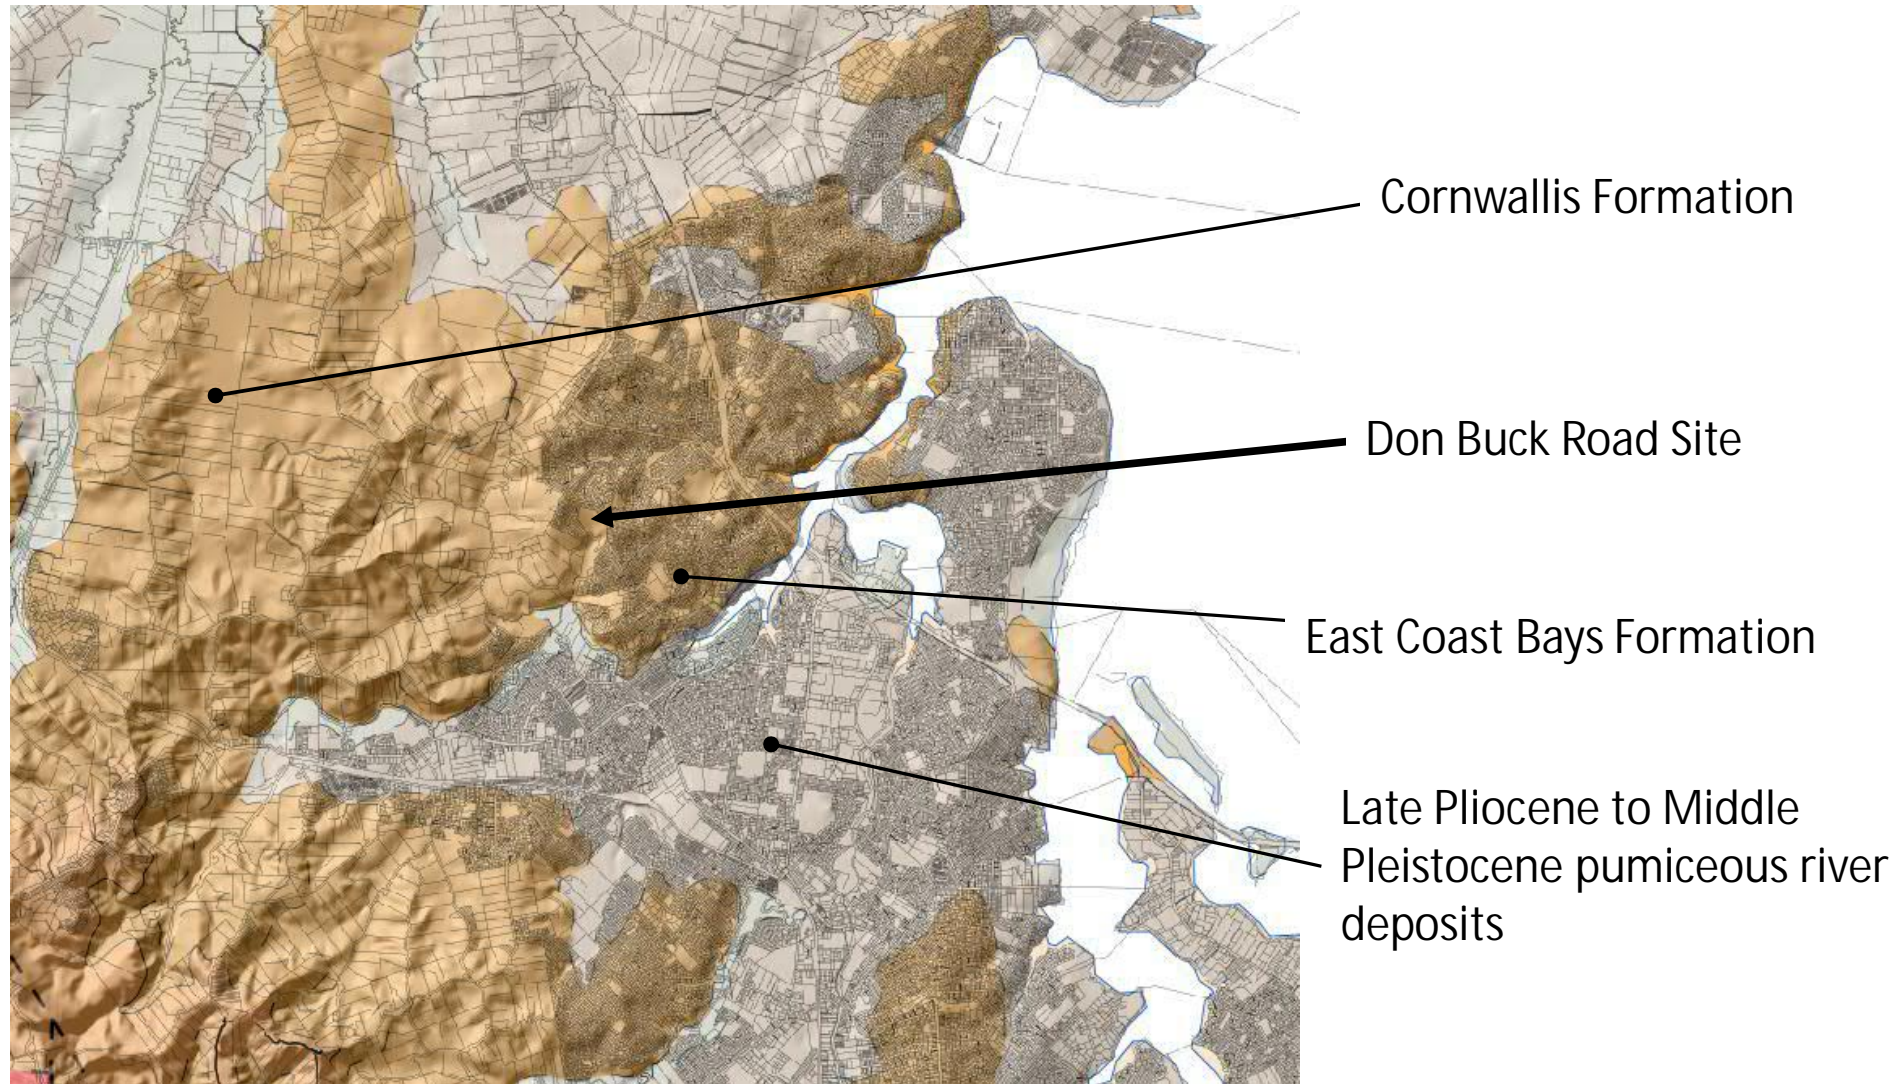 Cornwallis Formation
Don Buck Road Site
East Coast Bays Formation
Late Pliocene to Middle
Pleistocene pumiceous river
deposits